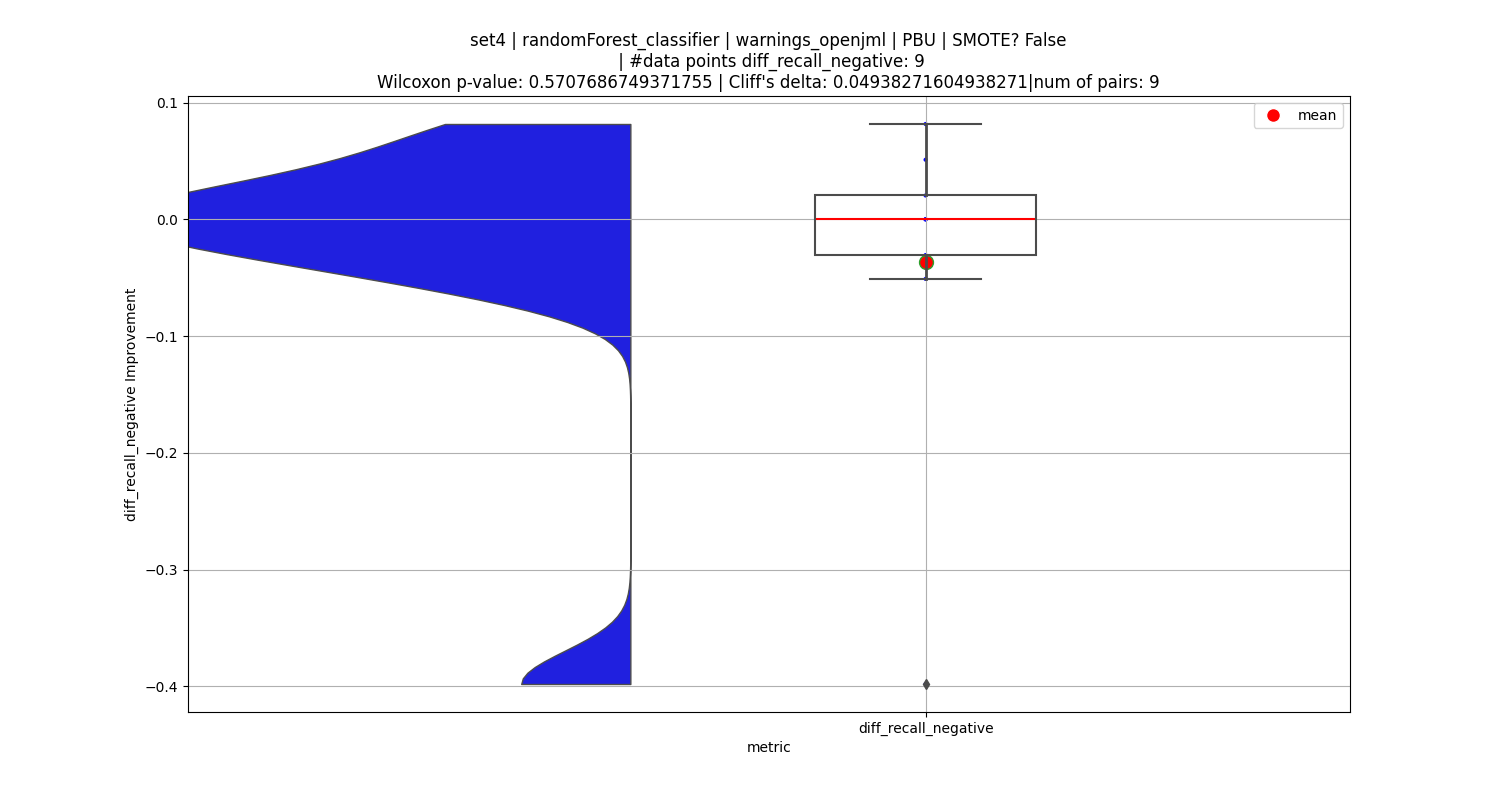 set4 | randomForest_classifier | warnings_openjml | PBU | SMOTE? False
| #data points diff_recall_negative: 9
Wilcoxon p-value: 0.5707686749371755 | Cliff's delta: 0.04938271604938271|num of pairs: 9
mean
0.1
0.0
−0.1
−0.2
−0.3
−0.4
diff_recall_negative Improvement
diff_recall_negative
metric